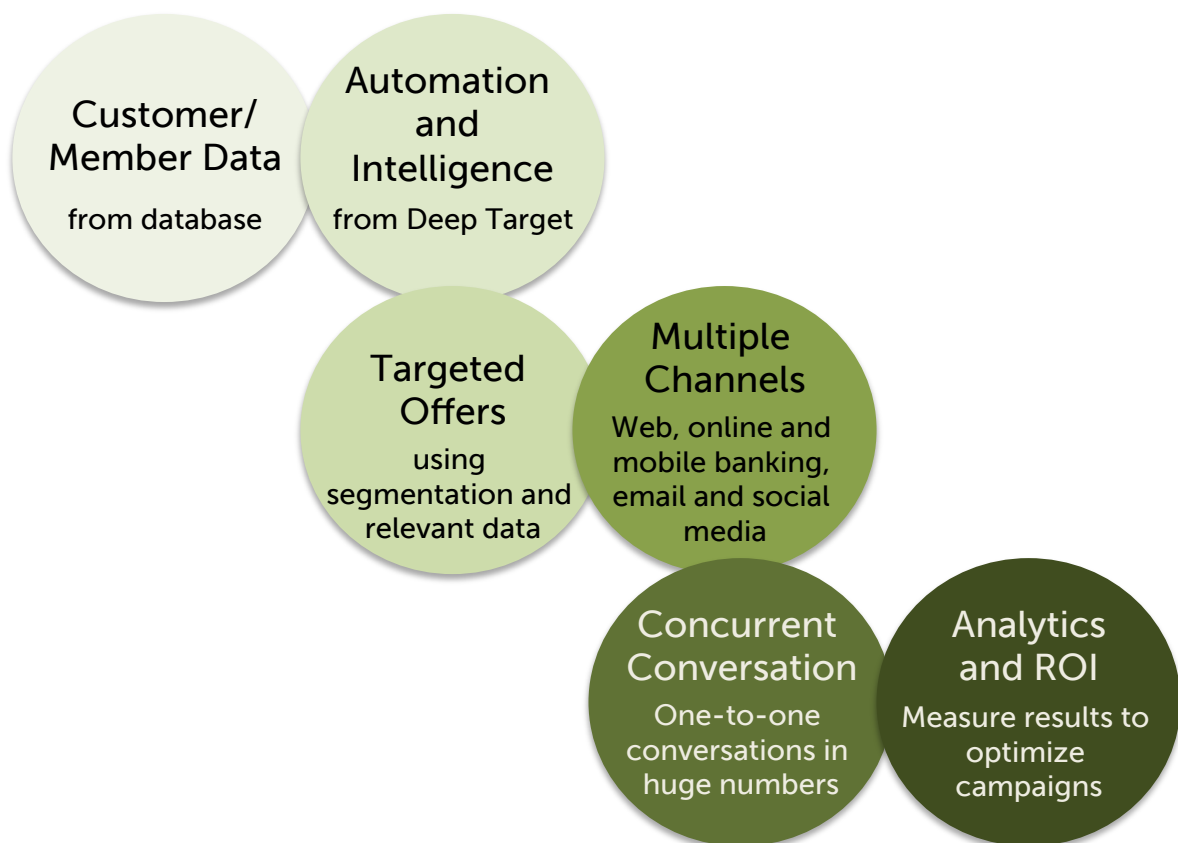 Customer/
Member Data
from database
Automation
and
Intelligence
from Deep Target
Targeted
Offers
using
segmentation and
relevant data
Multiple
Channels
Web, online and
mobile banking,
email and social
media
Concurrent
Conversation
One-to-one
conversations in
huge numbers
Analytics
and ROI
Measure results to
optimize
campaigns